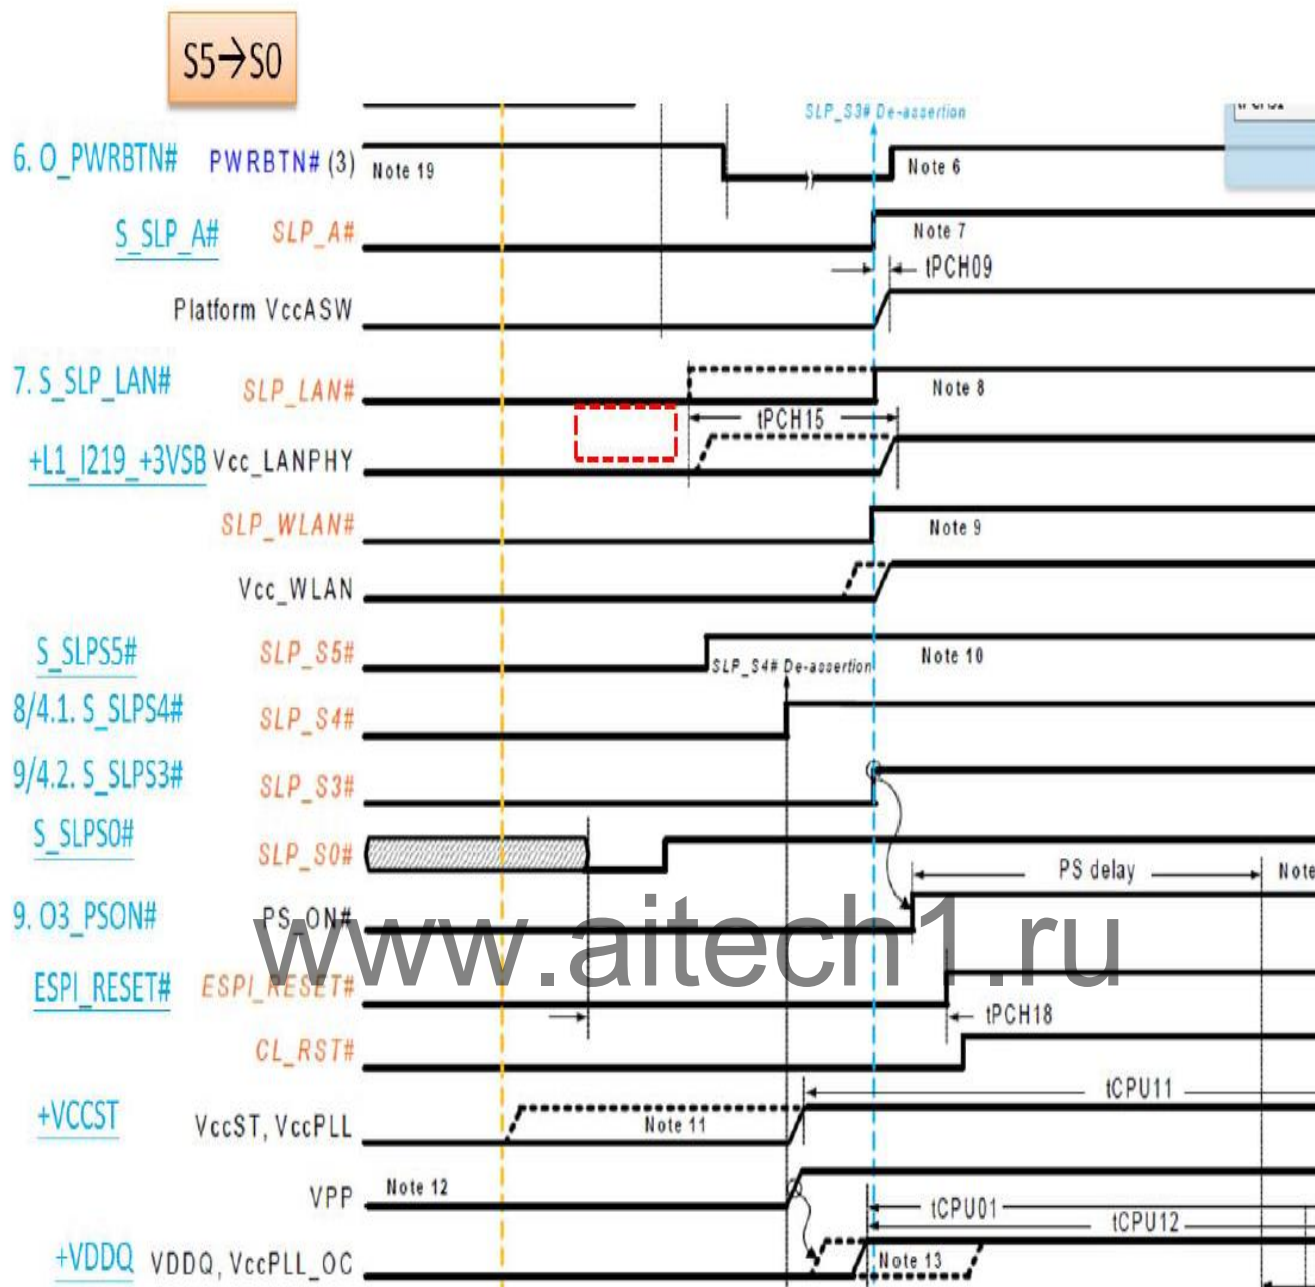 S5→S0
SLP_S3# De-assertion
6. O_PWRBTN# PWRBTN# (3) Note 19 Note 6
S_SLP_A# SLP_A# Note 7
tPCH09
Platform VccASW
7. S_SLP_LAN# SLP_LAN# Note 8
tPCH15
+L1_I219_+3VSB Vcc_LANPHY
SLP_WLAN# Note 9
Vcc_WLAN
S_SLPS5# SLP_S5# Note 10
SLP_S4# De-assertion
8/4.1. S_SLPS4# SLP_S4#
9/4.2. S_SLPS3# SLP_S3#
S_SLPS0# SLP_S0#
PS delay Note
9. O3_PSON# PS_ON#
www.aitech1.ru
ESPI_RESET# ESPI_RESET#
tPCH18
CL_RST#
tCPU11
+VCCST VccST, VccPLL Note 11
VPP Note 12
tCPU01
tCPU12
+VDDQ VDDQ, VccPLL_OC Note 13